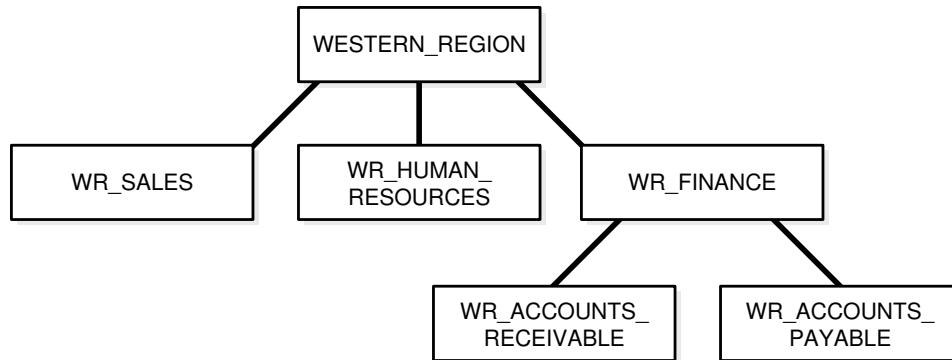 WESTERN_REGION
WR_SALES
WR_HUMAN_
RESOURCES
WR_FINANCE
WR_ACCOUNTS_
RECEIVABLE
WR_ACCOUNTS_
PAYABLE